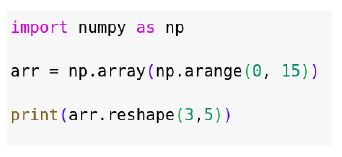 import numpy as np
arr = np.array(np.arange(0, 15))
print(arr.reshape(3,5))